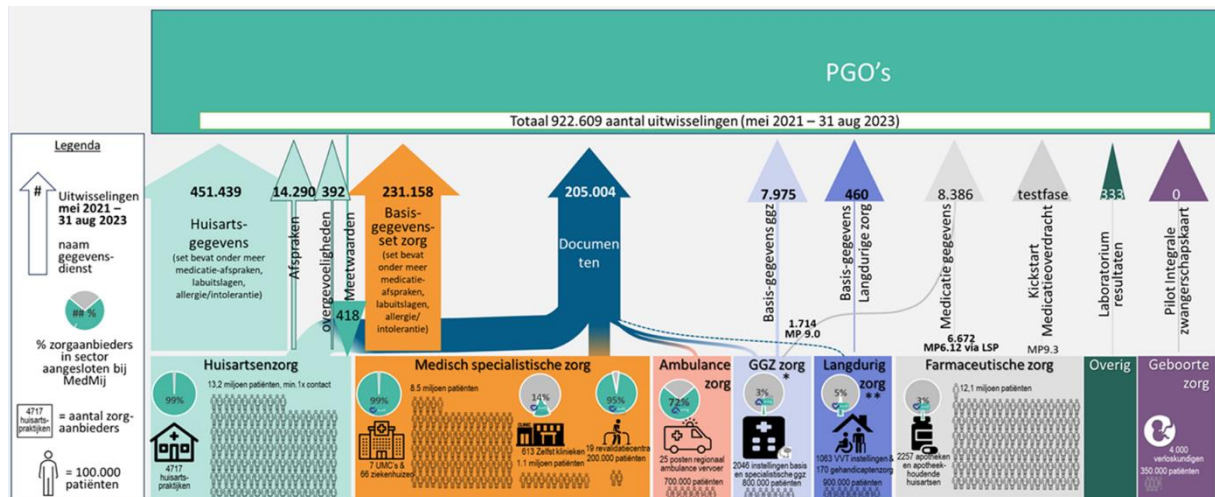 PGO's
Totaal 922.609 aantal uitwisselingen (mei 2021 – 31 aug 2023)
Legenda
#
Uitwisselingen
mei 2021 –
31 aug 2023
naam
gegevens-
dienst
## %
% zorgaanbieders
in sector
aangesloten bij
MedMij
4717
huisarts-
praktijken
= aantal zorg-
aanbieders
= 100.000
patiënten
451.439
Huisarts-
gegevens
(set bevat onder meer
medicatie-afspraken,
labuitslagen,
allergie/intolerantie)
14.290
Afspraken
392
overgevoeligheden
Meetwaarden
418
231.158
Basis-
gegevens-
set zorg
(set bevat
onder meer
medicatie-
afspraken,
labuitslagen,
allergie/
intolerantie)
205.004
Documen
ten
7.975
Basis-gegevens ggz
460
Basis-gegevens
Langdurige zorg
8.386
Medicatie gegevens
1.714
MP 9.0
6.672
MP6.12 via LSP
testfase
Kickstart
Medicatieoverdracht
MP9.3
333
Laboratorium
resultaten
0
Pilot Integrale
zwangerschapskaart
Huisartsenzorg
99%
13,2 miljoen patiënten, min.1x contact
4717
huisarts-
praktijken
Medisch specialistische zorg
99%
8.5 miljoen patiënten
7 UMC's &
66 ziekenhuizen
14%
613 Zelfst klinieken
1.1 miljoen patiënten
95%
19 revalidatiecentra
200.000 patiënten
Ambulance
zorg
72%
25 posten regionaal
ambulance vervoer
700.000 patiënten
GGZ zorg
*
3%
2046 instellingen basis
en specialistische ggz
800.000 patiënten
Langdurig
zorg
**
5%
1063 VVT instellingen &
170 gehandicaptenzorg
900.000 patiënten
Farmaceutische zorg
3%
12,1 miljoen patiënten
2257 apotheken
en apotheek-
houdende
huisartsen
Overig
Geboorte
zorg
4.000
verloskundigen
350.000 patiënten